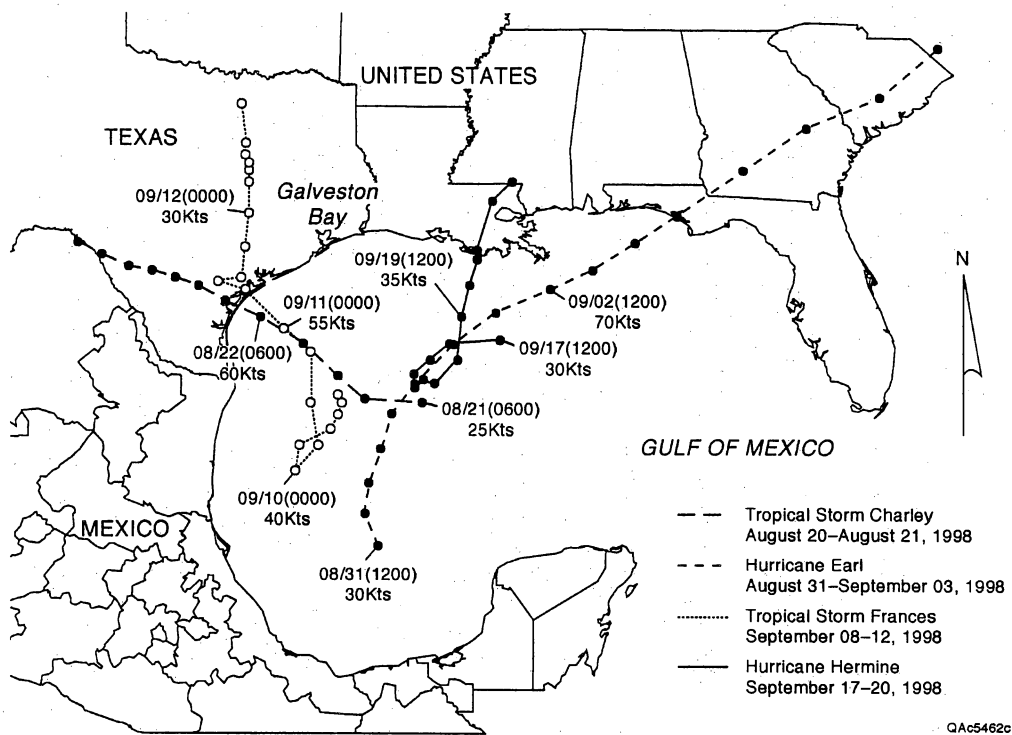 UNITED STATES
TEXAS
Galveston
Bay
09/12(0000)
30Kts
09/19(1200)
35Kts
N
09/11(0000)
55Kts
09/02(1200)
70Kts
08/22(0600)
60Kts
09/17(1200)
30Kts
08/21(0600)
25Kts
GULF OF MEXICO
09/10(0000)
40Kts
MEXICO
08/31(1200)
30Kts
Tropical Storm Charley
August 20–August 21, 1998
Hurricane Earl
August 31–September 03, 1998
Tropical Storm Frances
September 08–12, 1998
Hurricane Hermine
September 17–20, 1998
QAc5462c